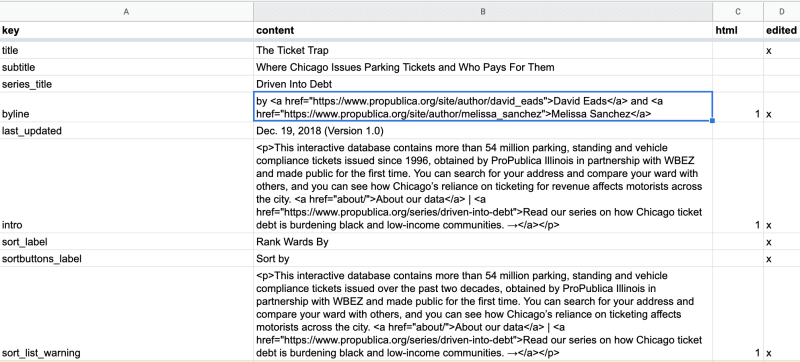 A B C D
key content html edited
title The Ticket Trap x
subtitle Where Chicago Issues Parking Tickets and Who Pays For Them
series_title Driven Into Debt
by <a href="https://www.propublica.org/site/author/david_eads">David Eads</a> and <a
byline href="https://www.propublica.org/site/author/melissa_sanchez">Melissa Sanchez</a> 1 x
last_updated Dec. 19, 2018 (Version 1.0)
<p>This interactive database contains more than 54 million parking, standing and vehicle
compliance tickets issued since 1996, obtained by ProPublica Illinois in partnership with WBEZ
and made public for the first time. You can search for your address and compare your ward with
others, and you can see how Chicago's reliance on ticketing for revenue affects motorists across
the city. <a href="about/">About our data</a> | <a
href="https://www.propublica.org/series/driven-into-debt">Read our series on how Chicago ticket
intro debt is burdening black and low-income communities. →</a></p> 1 x
sort_label Rank Wards By x
sortbuttons_label Sort by x
<p>This interactive database contains more than 54 million parking, standing and vehicle
compliance tickets issued over the past two decades, obtained by ProPublica Illinois in
partnership with WBEZ and made public for the first time. You can search for your address and
compare your ward with others, and you can see how Chicago's reliance on ticketing affects
motorists across the city. <a href="about/">About our data</a> | <a
href="https://www.propublica.org/series/driven-into-debt">Read our series on how Chicago ticket
sort_list_warning debt is burdening black and low-income communities. →</a></p> 1 x